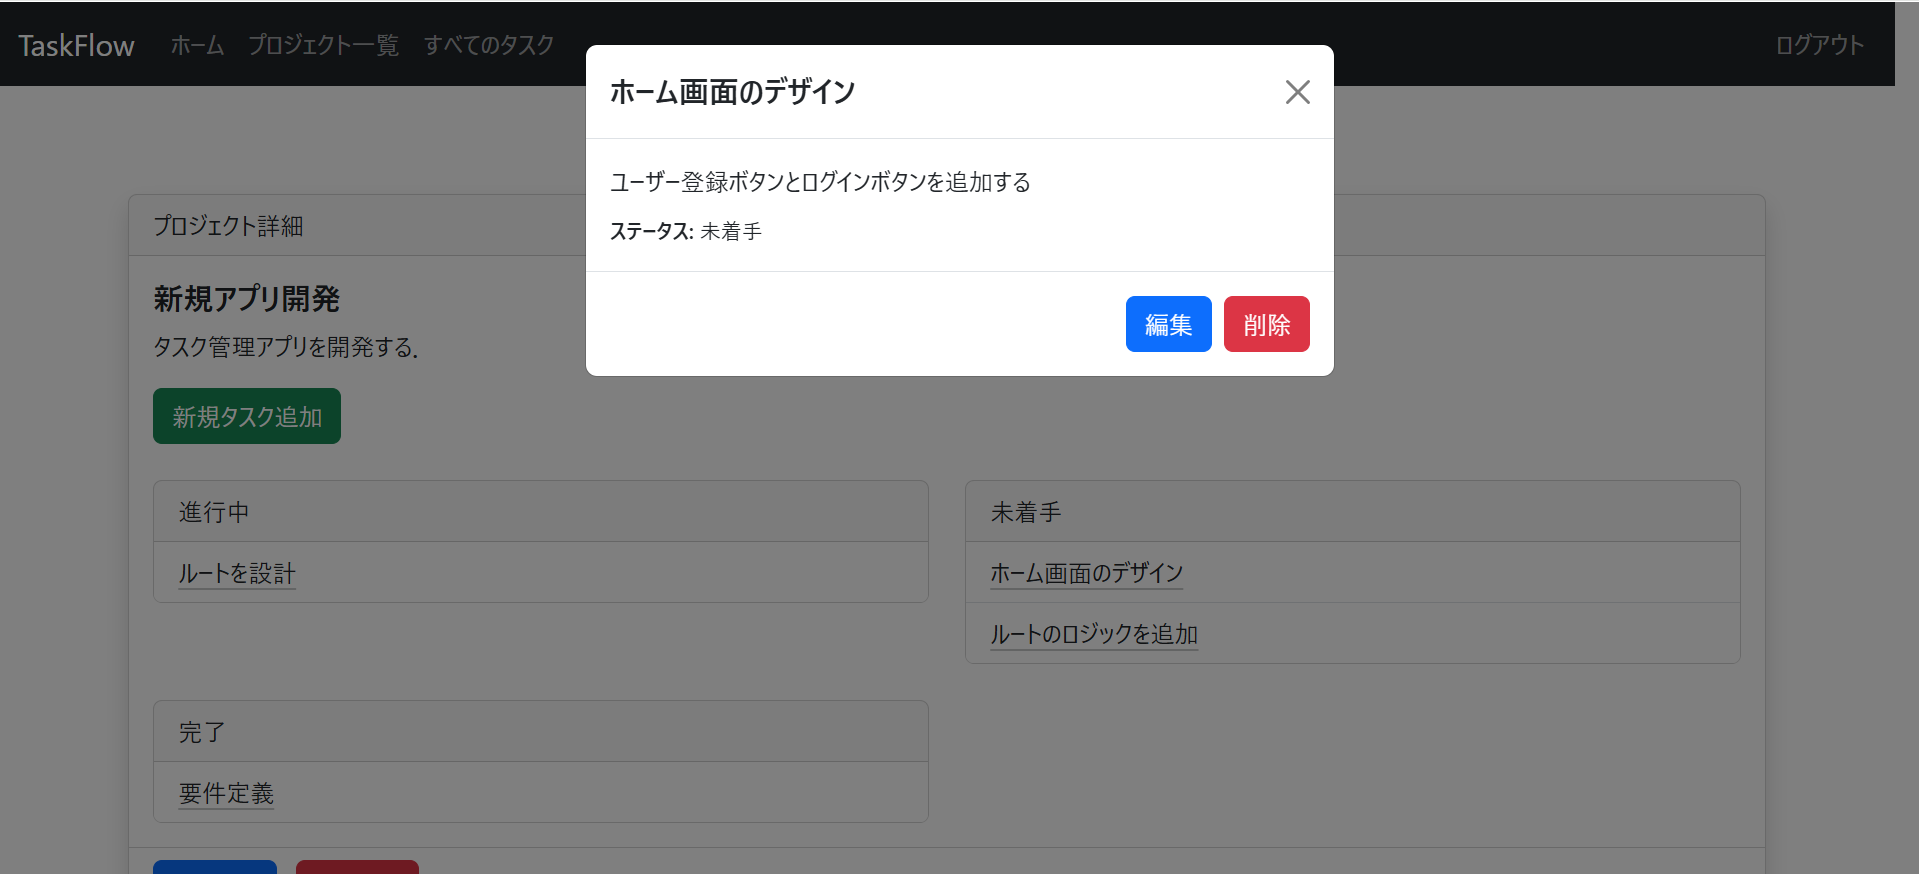 TaskFlow ホーム プロジェクト一覧 すべてのタスク ログアウト
ホーム画面のデザイン
ユーザー登録ボタンとログインボタンを追加する
ステータス: 未着手
編集 削除
プロジェクト詳細
新規アプリ開発
タスク管理アプリを開発する.
新規タスク追加
進行中
ルートを設計
未着手
ホーム画面のデザイン
ルートのロジックを追加
完了
要件定義